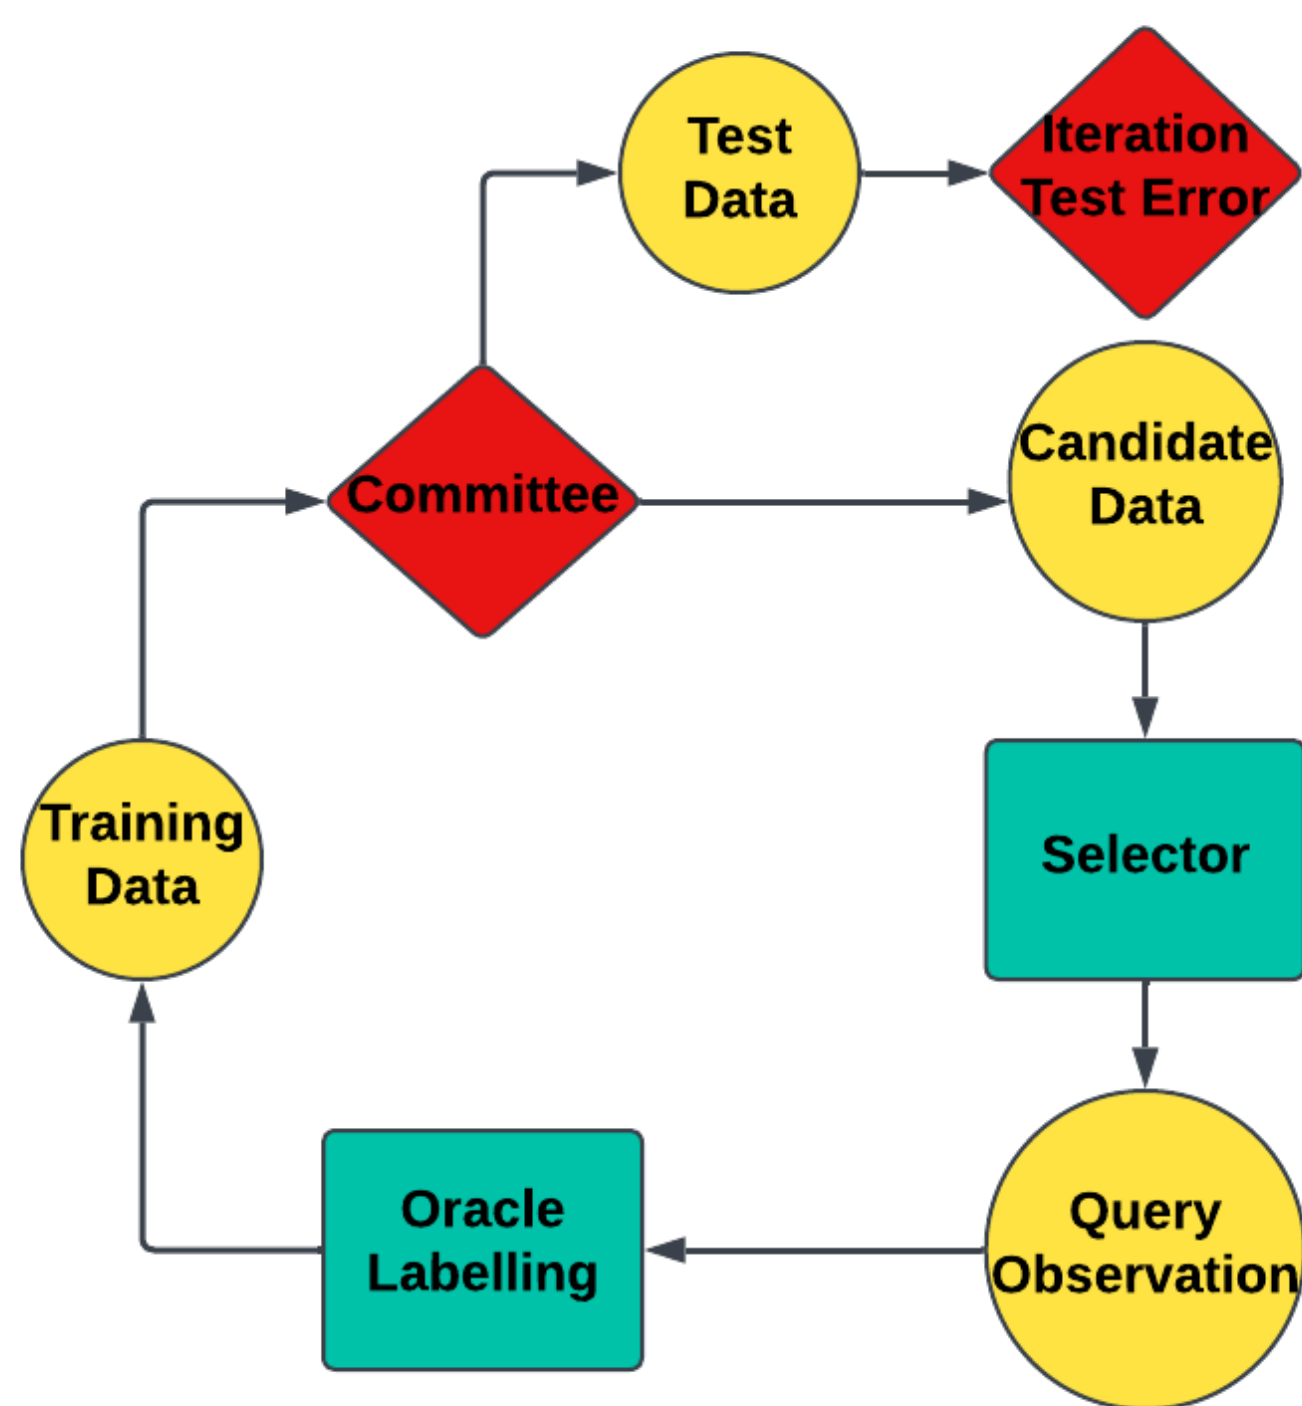 Test
Data
Iteration
Test Error
Candidate
Data
Committee
Training
Data
Selector
Oracle
Labelling
Query
Observation